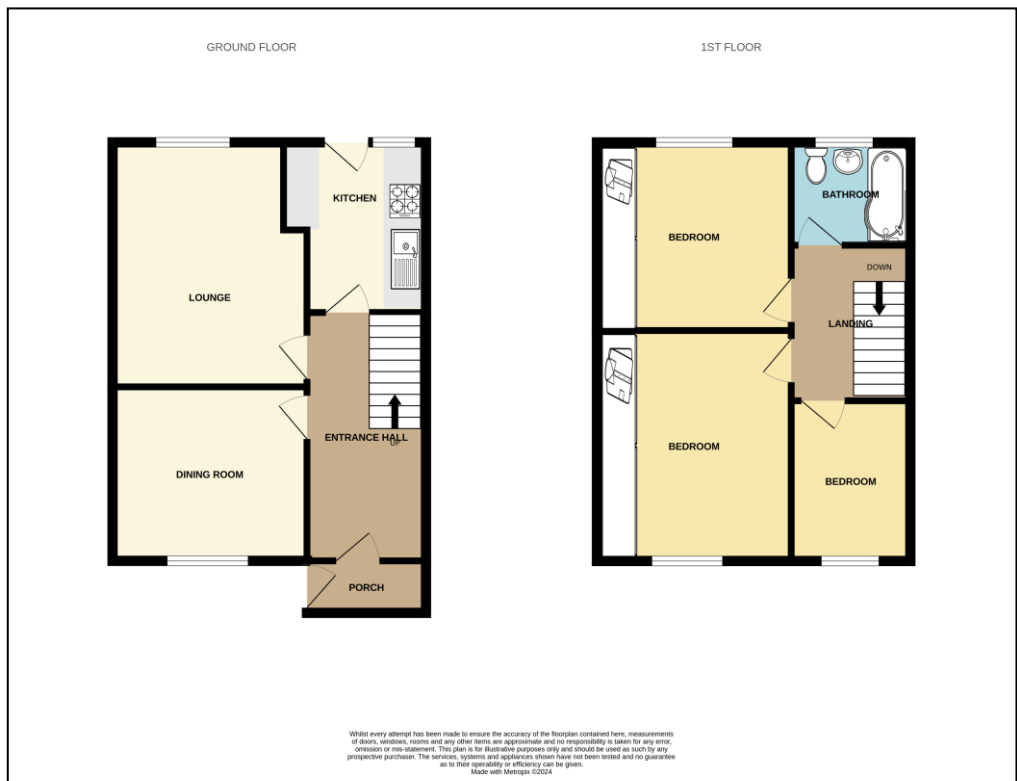 GROUND FLOOR
1ST FLOOR
KITCHEN
LOUNGE
DINING ROOM
ENTRANCE HALL
UP
PORCH
BATHROOM
BEDROOM
DOWN
LANDING
BEDROOM
BEDROOM
Whilst every attempt has been made to ensure the accuracy of the floorplan contained here, measurements
of doors, windows, rooms and any other items are approximate and no responsibility is taken for any error,
omission or mis-statement. This plan is for illustrative purposes only and should be used as such by any
prospective purchaser. The services, systems and appliances shown have not been tested and no guarantee
as to their operability or efficiency can be given.
Made with Metropix ©2024